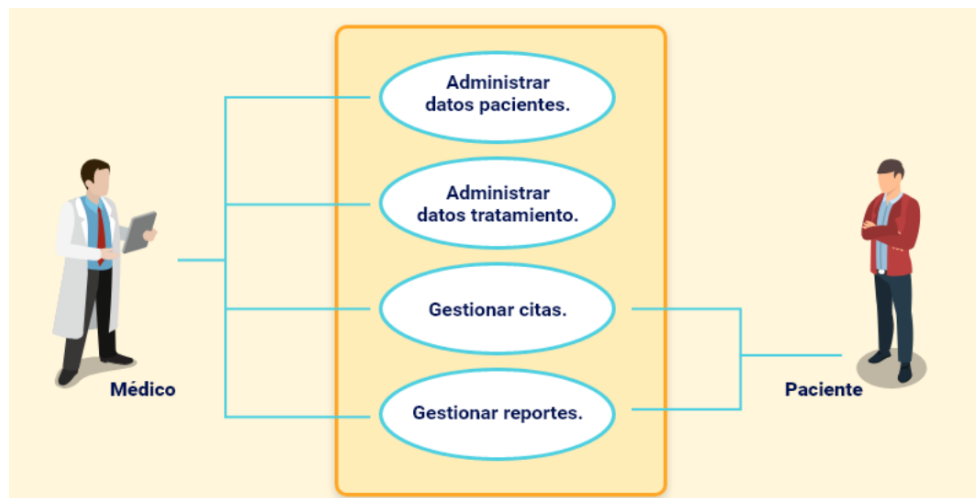 Administrar
datos pacientes.
Administrar
datos tratamiento.
Gestionar citas.
Médico
Paciente
Gestionar reportes.